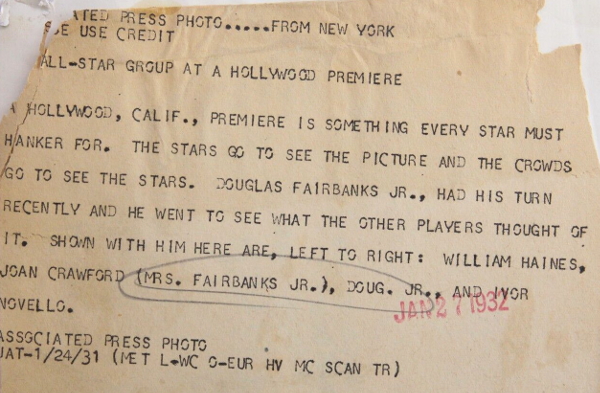 ATED PRESS PHOTO.....FROM NEW YORK
SE USE CREDIT
ALL-STAR GROUP AT A HOLLYWOOD PREMIERE
A HOLLYWOOD, CALIF., PREMIERE IS SOMETHING EVERY STAR MUST
HANKER FOR. THE STARS GO TO SEE THE PICTURE AND THE CROWDS
GO TO SEE THE STARS. DOUGLAS FAIRBANKS JR., HAD HIS TURN
RECENTLY AND HE WENT TO SEE WHAT THE OTHER PLAYERS THOUGHT OF
IT. SHOWN WITH HIM HERE ARE, LEFT TO RIGHT: WILLIAM HAINES,
JOAN CRAWFORD (MRS. FAIRBANKS JR.), DOUG. JR., AND IVOR
NOVELLO.
JAN 27 1932
ASSOCIATED PRESS PHOTO
JAT-1/24/31 (MET L-WC O-EUR HV MC SCAN TR)